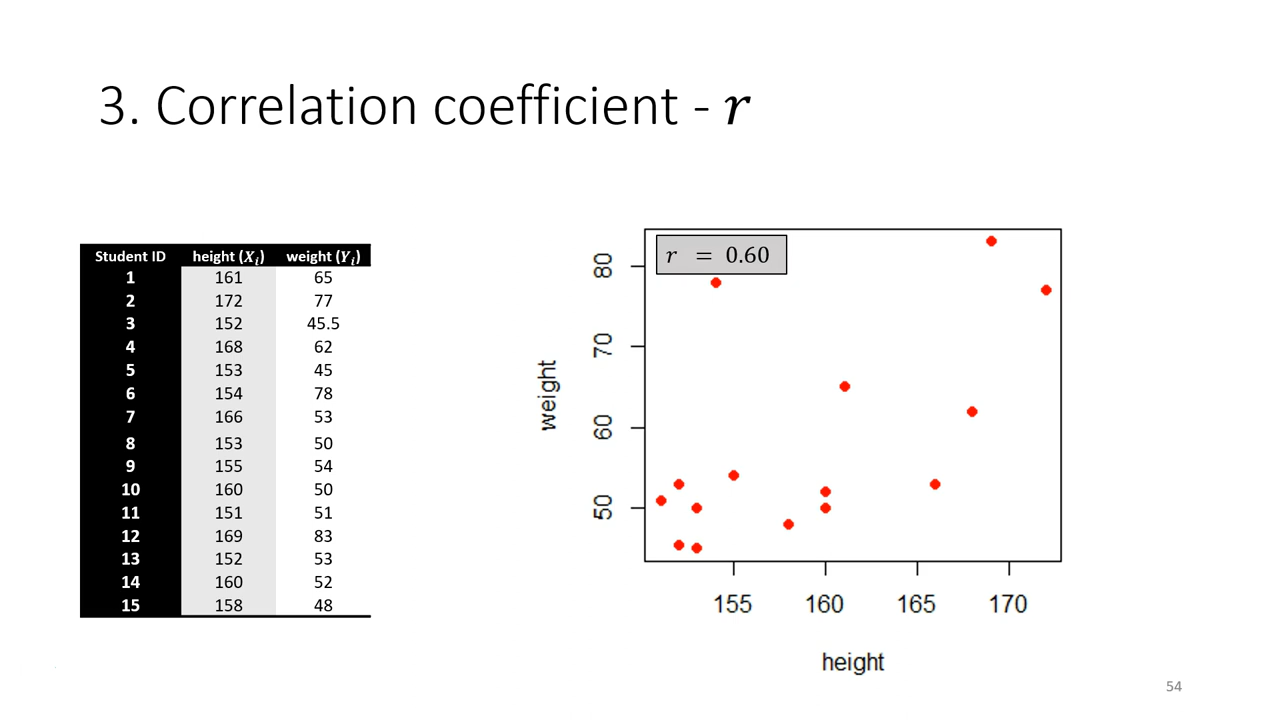 3. Correlation coefficient - r
Student ID height (Xᵢ) weight (Yᵢ)
1 161 65
2 172 77
3 152 45.5
4 168 62
5 153 45
6 154 78
7 166 53
8 153 50
9 155 54
10 160 50
11 151 51
12 169 83
13 152 53
14 160 52
15 158 48
r = 0.60
80
70
60
50
weight
155 160 165 170
height
54